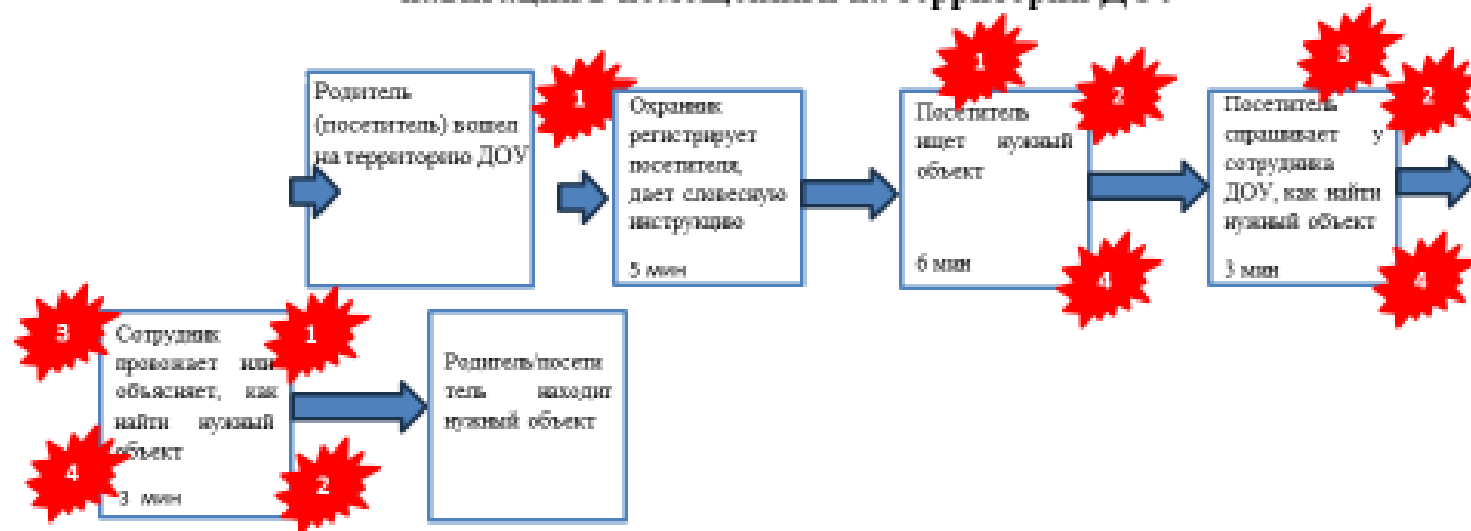 территории ДОУ
Родитель
(посетитель) вошел
на территорию ДОУ
1
Охранник
регистрирует
посетителя,
дает словесную
инструкцию
5 мин
1
2
Посетитель
ищет нужный
объект
6 мин
4
3
2
Посетитель
спрашивает у
сотрудника
ДОУ, как найти
нужный объект
3 мин
4
3
1
Сотрудник
провожает или
объясняет, как
найти нужный
объект
3 мин
4
2
Родитель/посети
тель находит
нужный объект